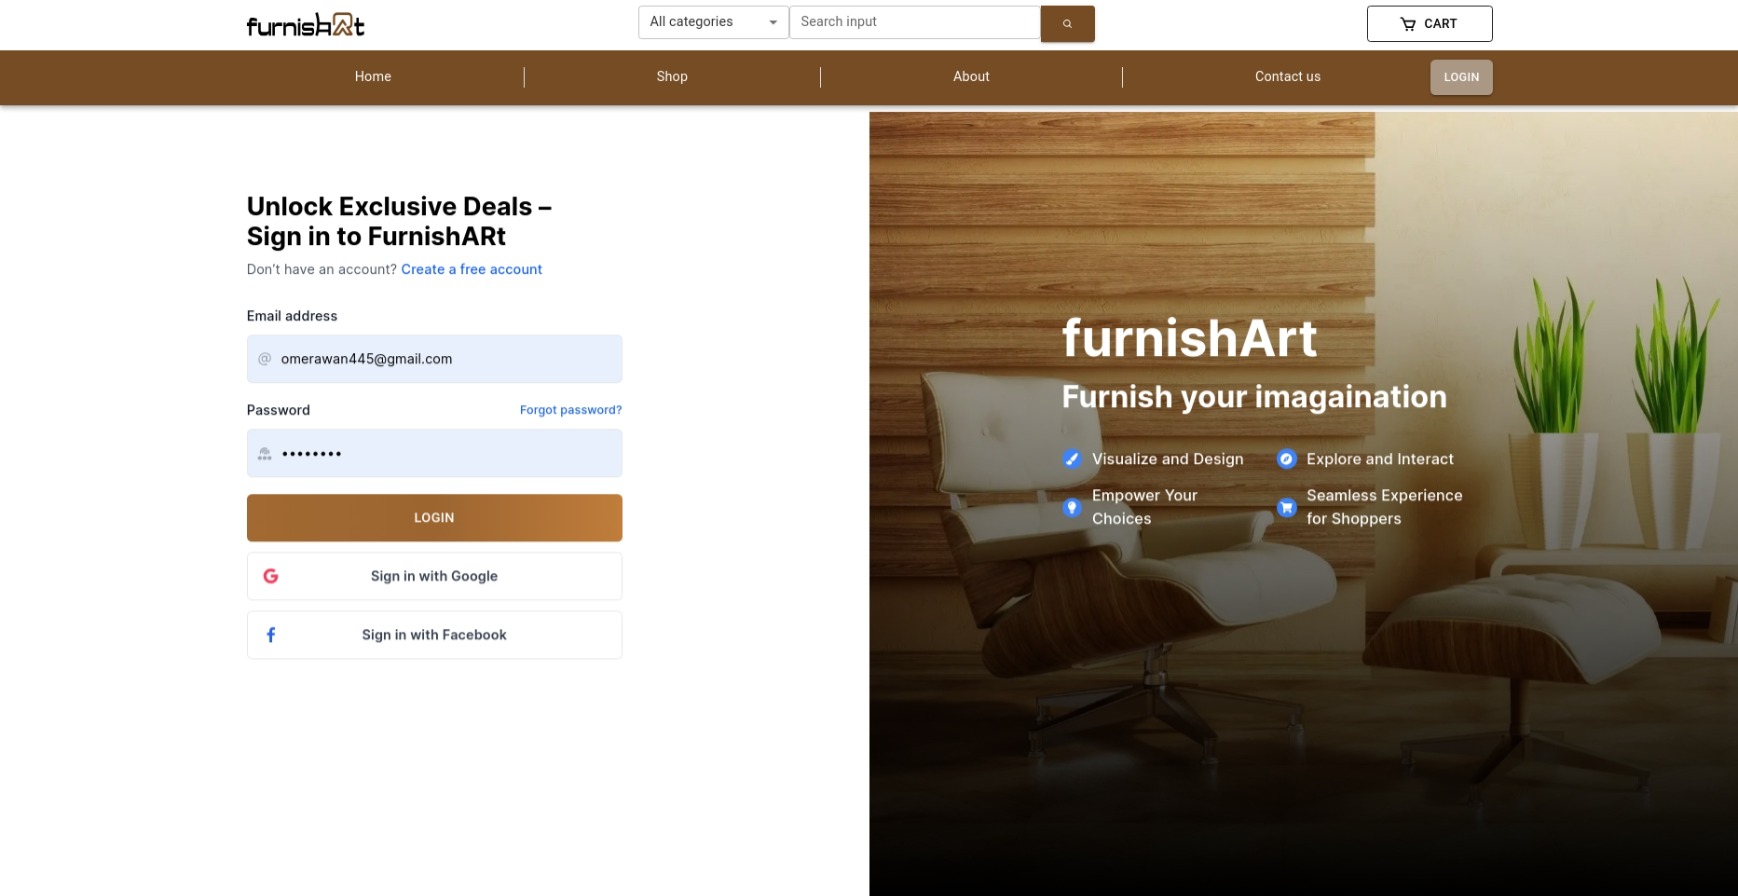 furnishARt
All categories
Search input
CART
Home
Shop
About
Contact us
LOGIN
Unlock Exclusive Deals –
Sign in to FurnishARt
Don't have an account? Create a free account
Email address
@ omerawan445@gmail.com
Password
Forgot password?
••••••••
LOGIN
Sign in with Google
Sign in with Facebook
furnishArt
Furnish your imagaination
Visualize and Design
Explore and Interact
Empower Your
Choices
Seamless Experience
for Shoppers